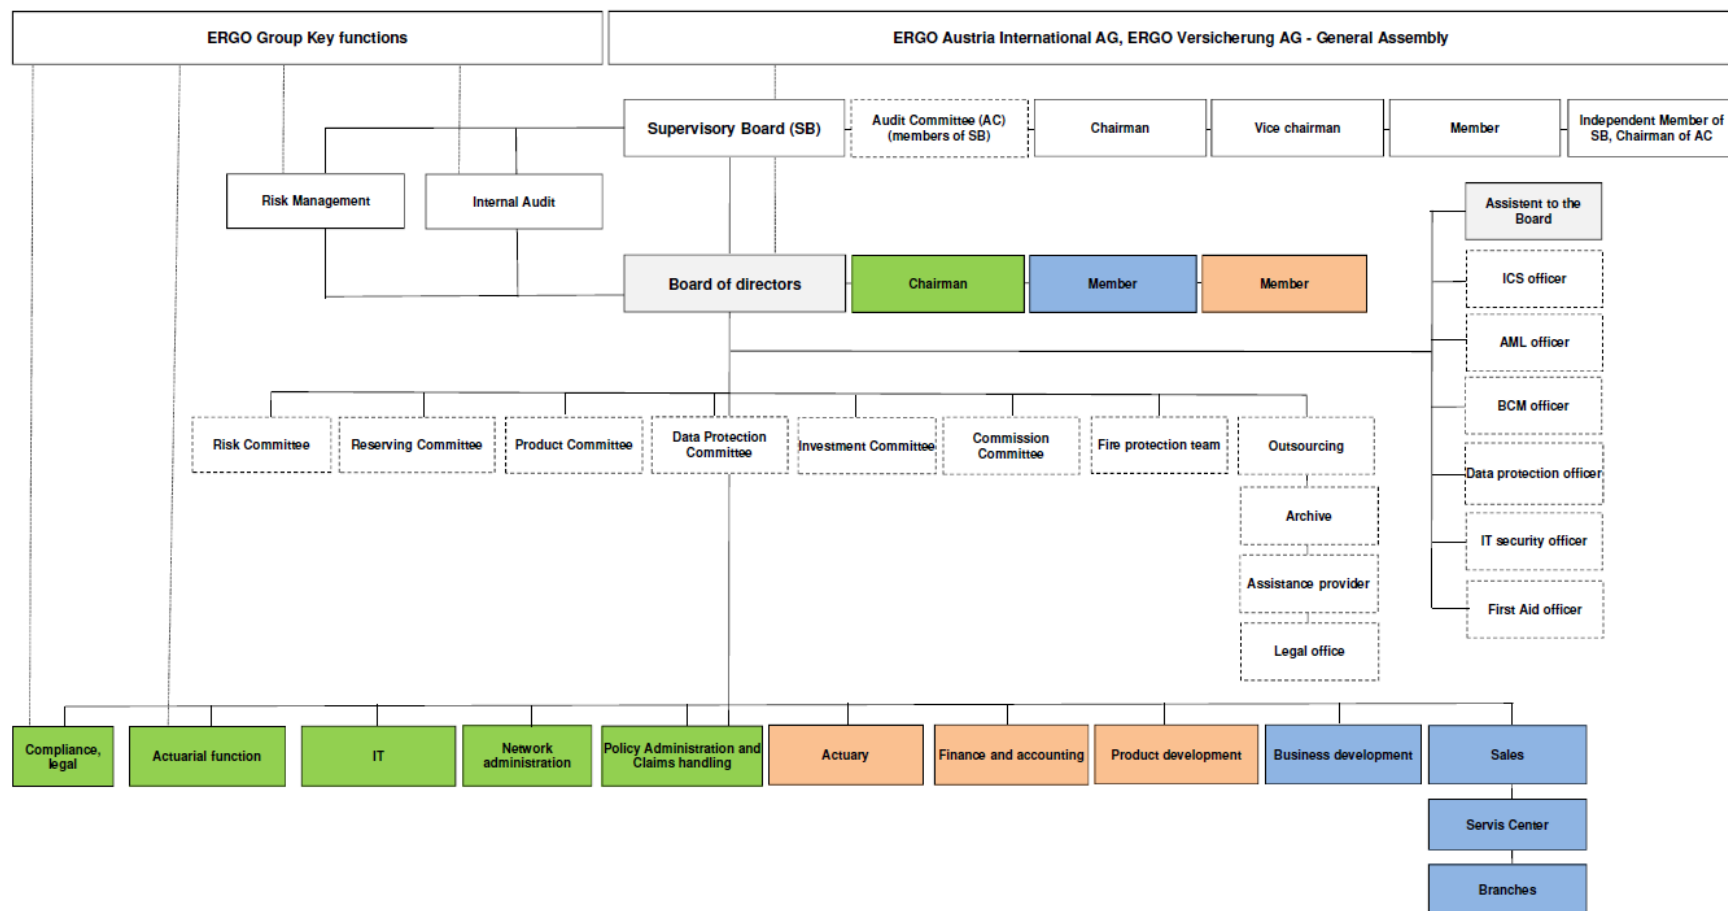 ERGO Group Key functions
ERGO Austria International AG, ERGO Versicherung AG - General Assembly
Supervisory Board (SB)
Audit Committee (AC)
(members of SB)
Chairman
Vice chairman
Member
Independent Member of
SB, Chairman of AC
Risk Management
Internal Audit
Assistent to the
Board
Board of directors
Chairman
Member
Member
ICS officer
AML officer
BCM officer
Data protection officer
IT security officer
First Aid officer
Risk Committee
Reserving Committee
Product Committee
Data Protection
Committee
Investment Committee
Commission
Committee
Fire protection team
Outsourcing
Archive
Assistance provider
Legal office
Compliance,
legal
Actuarial function
IT
Network
administration
Policy Administration and
Claims handling
Actuary
Finance and accounting
Product development
Business development
Sales
Servis Center
Branches